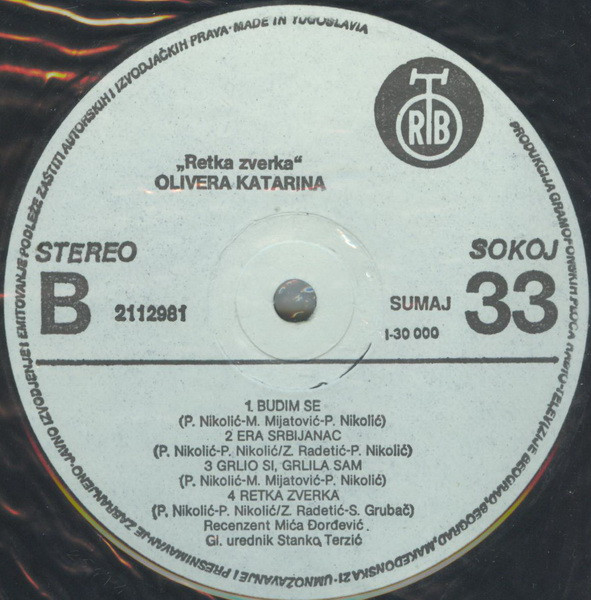 PRODUKCIJA GRAMOFONSKIH PLOČA RADIO-TELEVIZIJE BEOGRAD, BEOGRAD, MAKEDONSKA 21 · UMNOŽAVANJE I PRESNIMAVANJE ZABRANJENO · JAVNO IZVODJENJE I EMITOVANJE PODLEŽE ZAŠTITI AUTORSKIH I IZVODJAČKIH PRAVA · MADE IN YUGOSLAVIA
RTB
„Retka zverka“
OLIVERA KATARINA
STEREO
SOKOJ
B
2112981
SUMAJ
33
I-30 000
1. BUDIM SE
(P. Nikolić-M. Mijatović-P. Nikolić)
2 ERA SRBIJANAC
(P. Nikolić-P. Nikolić/Z. Radetić-P. Nikolić)
3 GRLIO SI, GRLILA SAM
(P. Nikolić-M. Mijatović-P. Nikolić)
4 RETKA ZVERKA
(P. Nikolić-P. Nikolić/Z. Radetić-S. Grubač)
Recenzent Mića Đorđević
Gl. urednik Stanko Terzić